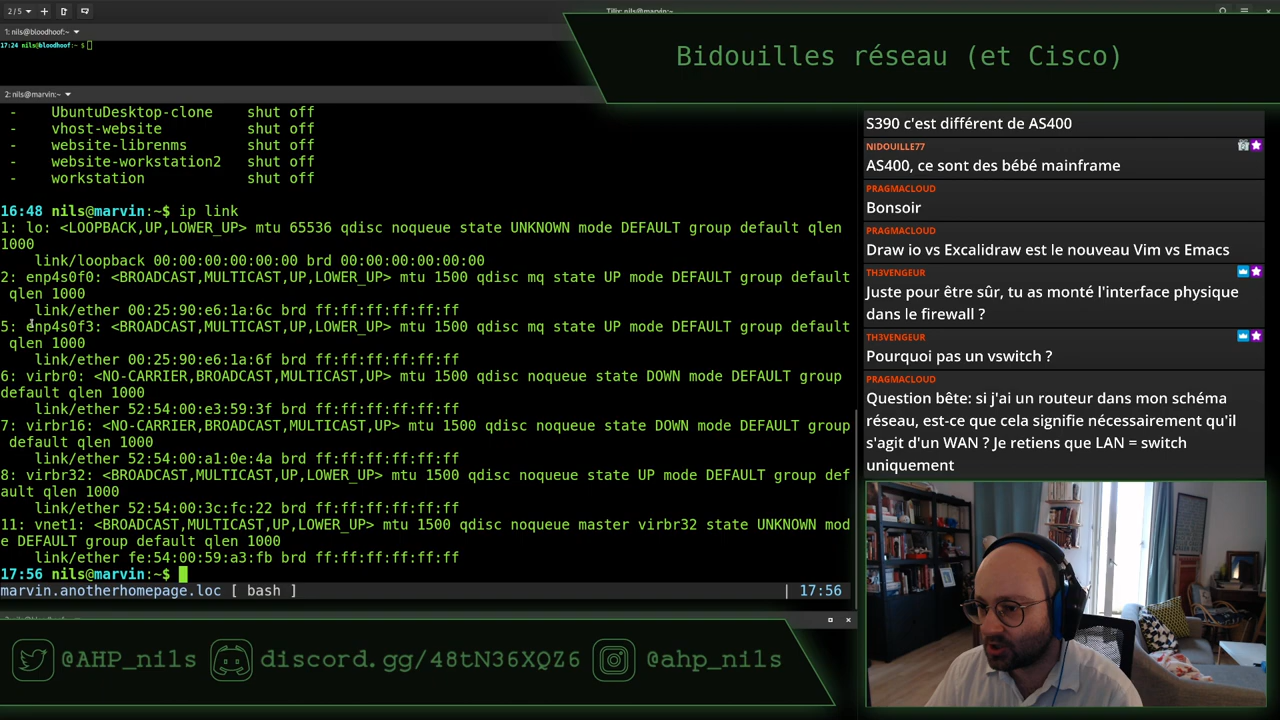 2 / 5
Tilix: nils@marvin:~
1: nils@bloodhoof:~
17:24 nils@bloodhoof:~ $
Bidouilles réseau (et Cisco)
2: nils@marvin:~
- UbuntuDesktop-clone shut off
- vhost-website shut off
- website-librenms shut off
- website-workstation2 shut off
- workstation shut off
16:48 nils@marvin:~$ ip link
1: lo: <LOOPBACK,UP,LOWER_UP> mtu 65536 qdisc noqueue state UNKNOWN mode DEFAULT group default qlen
1000
link/loopback 00:00:00:00:00:00 brd 00:00:00:00:00:00
2: enp4s0f0: <BROADCAST,MULTICAST,UP,LOWER_UP> mtu 1500 qdisc mq state UP mode DEFAULT group default
qlen 1000
link/ether 00:25:90:e6:1a:6c brd ff:ff:ff:ff:ff:ff
5: enp4s0f3: <BROADCAST,MULTICAST,UP,LOWER_UP> mtu 1500 qdisc mq state UP mode DEFAULT group default
qlen 1000
link/ether 00:25:90:e6:1a:6f brd ff:ff:ff:ff:ff:ff
6: virbr0: <NO-CARRIER,BROADCAST,MULTICAST,UP> mtu 1500 qdisc noqueue state DOWN mode DEFAULT group
default qlen 1000
link/ether 52:54:00:e3:59:3f brd ff:ff:ff:ff:ff:ff
7: virbr16: <NO-CARRIER,BROADCAST,MULTICAST,UP> mtu 1500 qdisc noqueue state DOWN mode DEFAULT group
default qlen 1000
link/ether 52:54:00:a1:0e:4a brd ff:ff:ff:ff:ff:ff
8: virbr32: <BROADCAST,MULTICAST,UP,LOWER_UP> mtu 1500 qdisc noqueue state UP mode DEFAULT group def
ault qlen 1000
link/ether 52:54:00:3c:fc:22 brd ff:ff:ff:ff:ff:ff
11: vnet1: <BROADCAST,MULTICAST,UP,LOWER_UP> mtu 1500 qdisc noqueue master virbr32 state UNKNOWN mod
e DEFAULT group default qlen 1000
link/ether fe:54:00:59:a3:fb brd ff:ff:ff:ff:ff:ff
17:56 nils@marvin:~$
marvin.anotherhomepage.loc [ bash ] | 17:56
S390 c'est différent de AS400
NIDOUILLE77
AS400, ce sont des bébé mainframe
PRAGMACLOUD
Bonsoir
PRAGMACLOUD
Draw io vs Excalidraw est le nouveau Vim vs Emacs
TH3VENGEUR
Juste pour être sûr, tu as monté l'interface physique
dans le firewall ?
TH3VENGEUR
Pourquoi pas un vswitch ?
PRAGMACLOUD
Question bête: si j'ai un routeur dans mon schéma
réseau, est-ce que cela signifie nécessairement qu'il
s'agit d'un WAN ? Je retiens que LAN = switch
uniquement
@AHP_nils
discord.gg/48tN36XQZ6
@ahp_nils